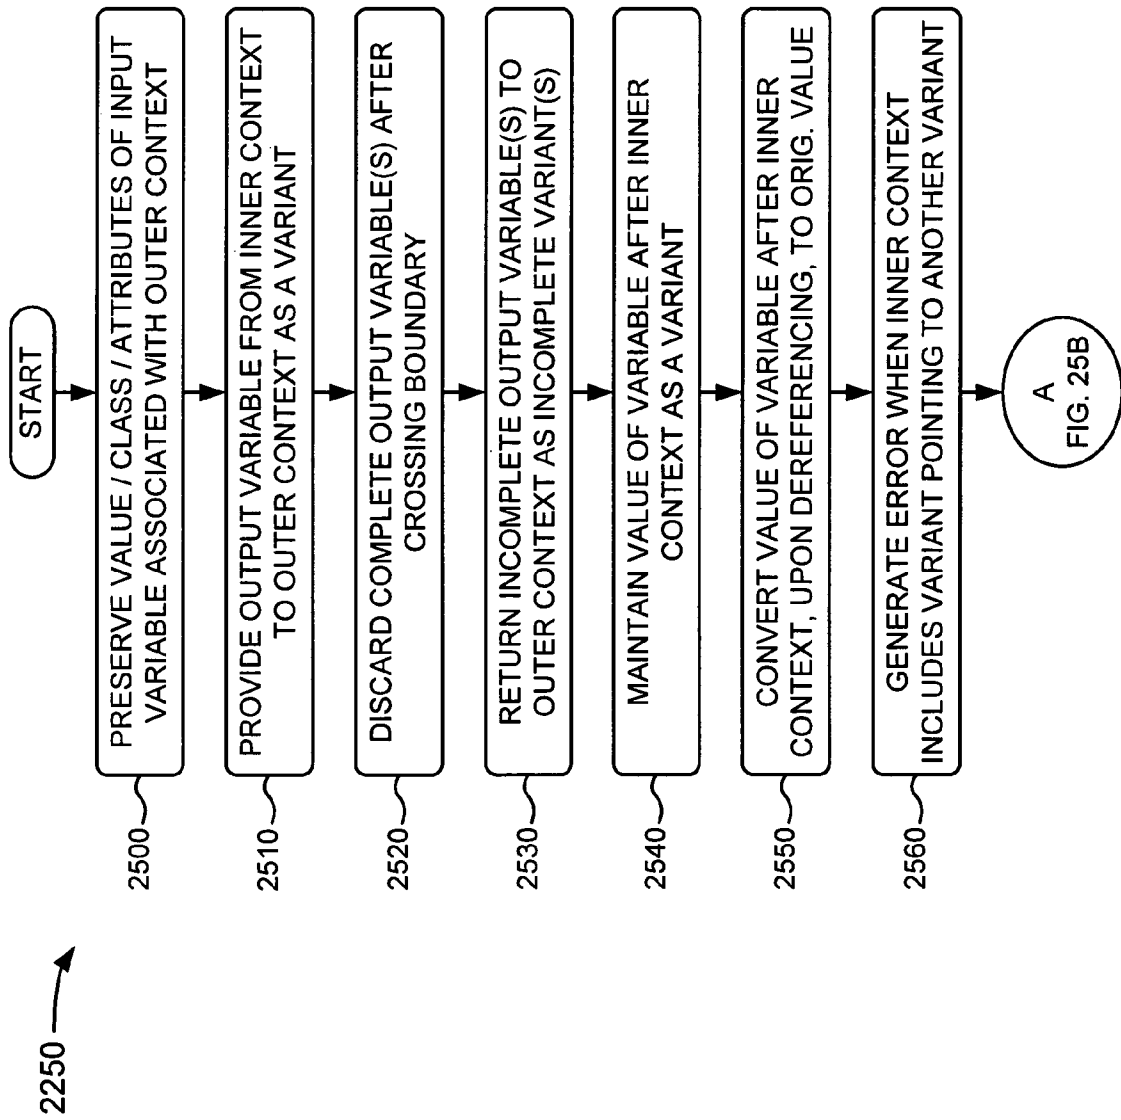 2250
START
2500
PRESERVE VALUE / CLASS / ATTRIBUTES OF INPUT
VARIABLE ASSOCIATED WITH OUTER CONTEXT
2510
PROVIDE OUTPUT VARIABLE FROM INNER CONTEXT
TO OUTER CONTEXT AS A VARIANT
2520
DISCARD COMPLETE OUTPUT VARIABLE(S) AFTER
CROSSING BOUNDARY
2530
RETURN INCOMPLETE OUTPUT VARIABLE(S) TO
OUTER CONTEXT AS INCOMPLETE VARIANT(S)
2540
MAINTAIN VALUE OF VARIABLE AFTER INNER
CONTEXT AS A VARIANT
2550
CONVERT VALUE OF VARIABLE AFTER INNER
CONTEXT, UPON DEREFERENCING, TO ORIG. VALUE
2560
GENERATE ERROR WHEN INNER CONTEXT
INCLUDES VARIANT POINTING TO ANOTHER VARIANT
A
FIG. 25B